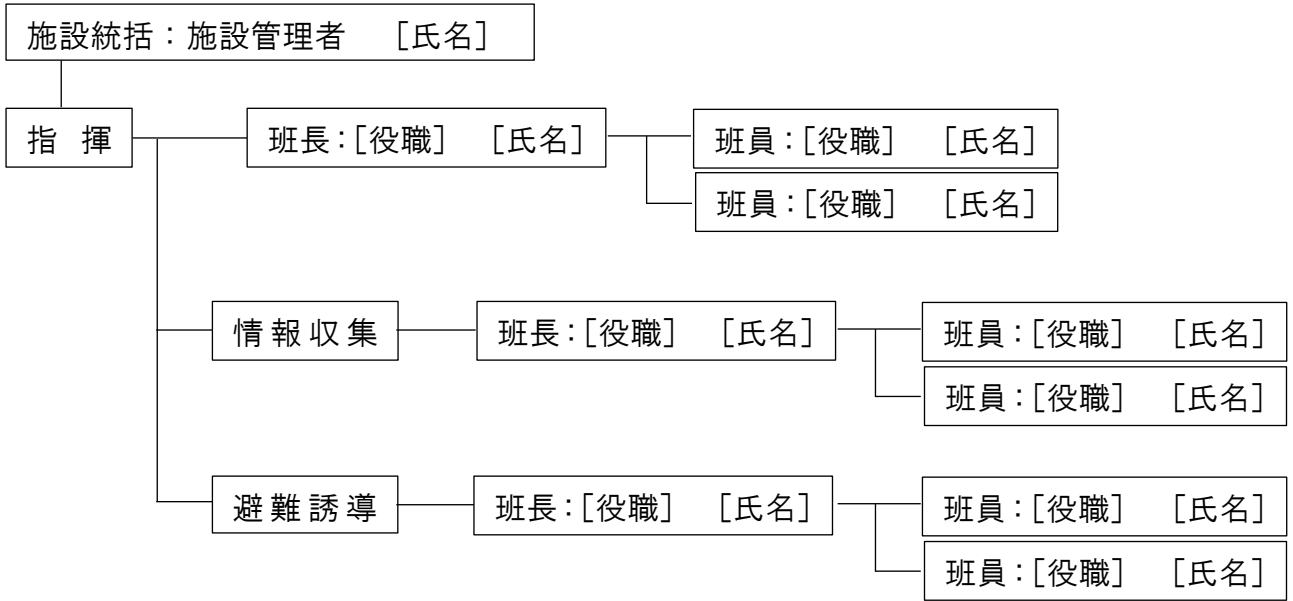 施設統括：施設管理者　［氏名］
指　揮
班長：［役職］　［氏名］
班員：［役職］　［氏名］
班員：［役職］　［氏名］
情報収集
班長：［役職］　［氏名］
班員：［役職］　［氏名］
班員：［役職］　［氏名］
避難誘導
班長：［役職］　［氏名］
班員：［役職］　［氏名］
班員：［役職］　［氏名］